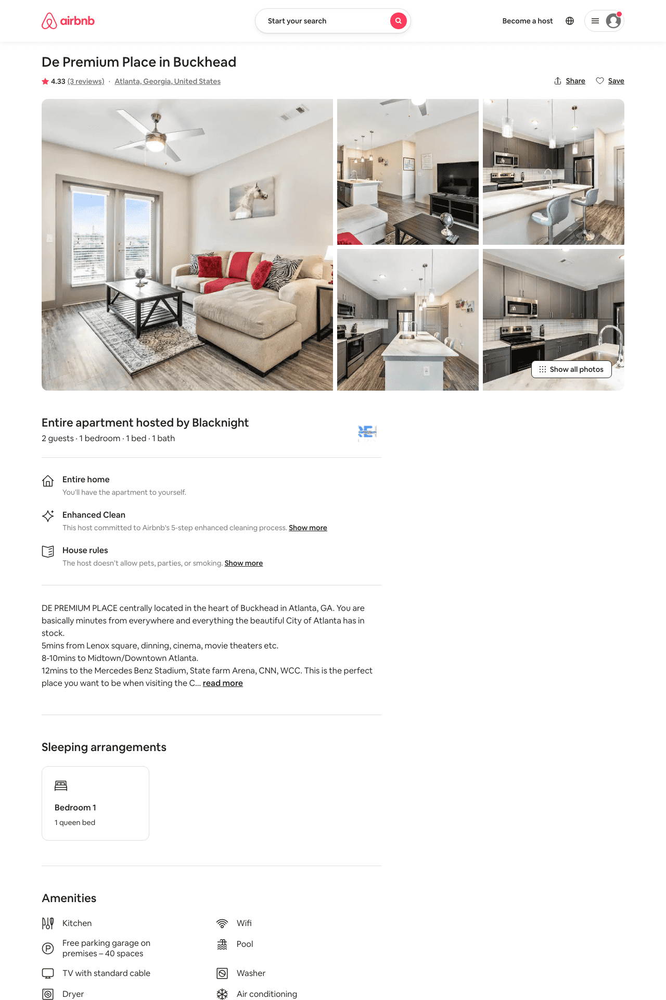 airbnb
Start your search
Become a host
De Premium Place in Buckhead
4.33 (3 reviews) · Atlanta, Georgia, United States
Share
Save
Show all photos
Entire apartment hosted by Blacknight
2 guests · 1 bedroom · 1 bed · 1 bath
DEPREMIUM
Entire home
You’ll have the apartment to yourself.
Enhanced Clean
This host committed to Airbnb's 5-step enhanced cleaning process. Show more
House rules
The host doesn’t allow pets, parties, or smoking. Show more
DE PREMIUM PLACE centrally located in the heart of Buckhead in Atlanta, GA. You are
basically minutes from everywhere and everything the beautiful City of Atlanta has in
stock.
5mins from Lenox square, dinning, cinema, movie theaters etc.
8-10mins to Midtown/Downtown Atlanta.
12mins to the Mercedes Benz Stadium, State farm Arena, CNN, WCC. This is the perfect
place you want to be when visiting the C... read more
Sleeping arrangements
Bedroom 1
1 queen bed
Amenities
Kitchen
Wifi
Free parking garage on
premises – 40 spaces
Pool
TV with standard cable
Washer
Dryer
Air conditioning